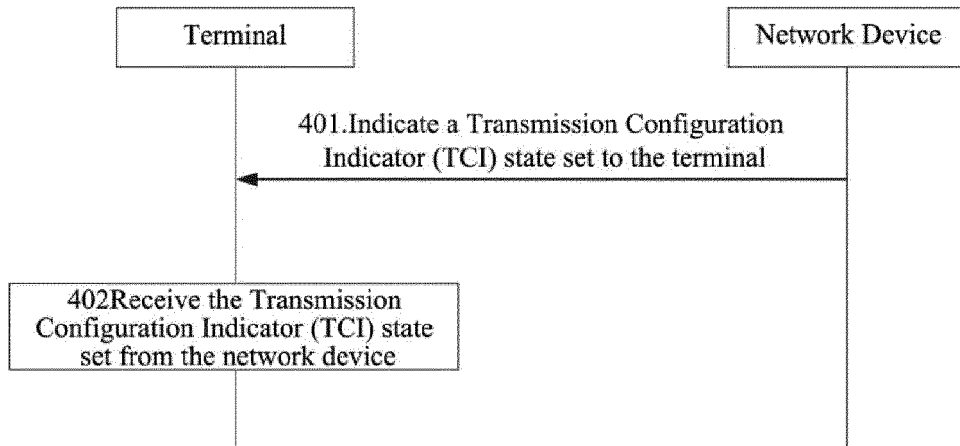 Terminal
Network Device
401.Indicate a Transmission Configuration
Indicator (TCI) state set to the terminal
402Receive the Transmission
Configuration Indicator (TCI) state
set from the network device